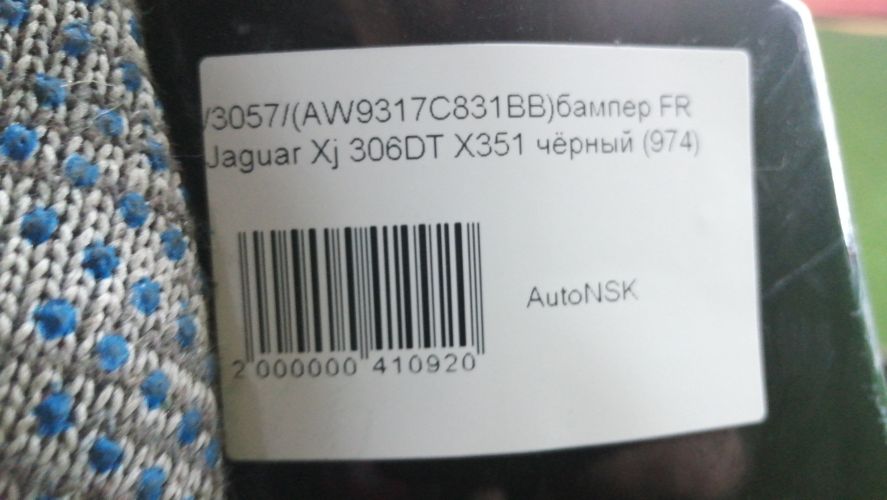 /3057/(AW9317C831BB)бампер FR
Jaguar Xj 306DT X351 чёрный (974)
AutoNSK
2 000000 410920